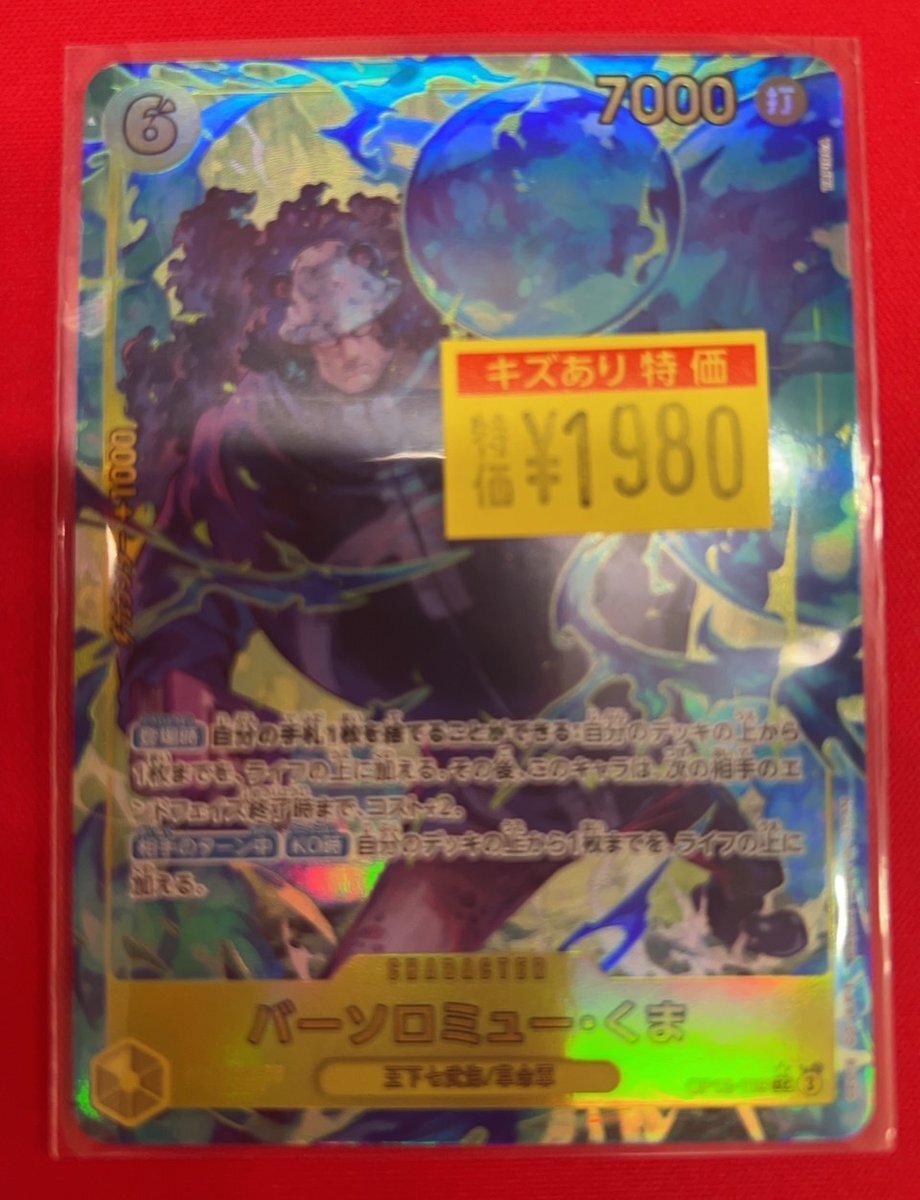 6
7000 打
キズあり 特価
価 ¥1980
カウンター+1000
登場時 自分の手札1枚を捨てることができる:自分のデッキの上から
1枚までを、ライフの上に加える。その後、このキャラは、次の相手のエ
ンドフェイズ終了時まで、コスト+2。
相手のターン中 KO時 自分のデッキの上から1枚までを、ライフの上に
加える。
CHARACTER
バーソロミュー・くま
王下七武海/革命軍